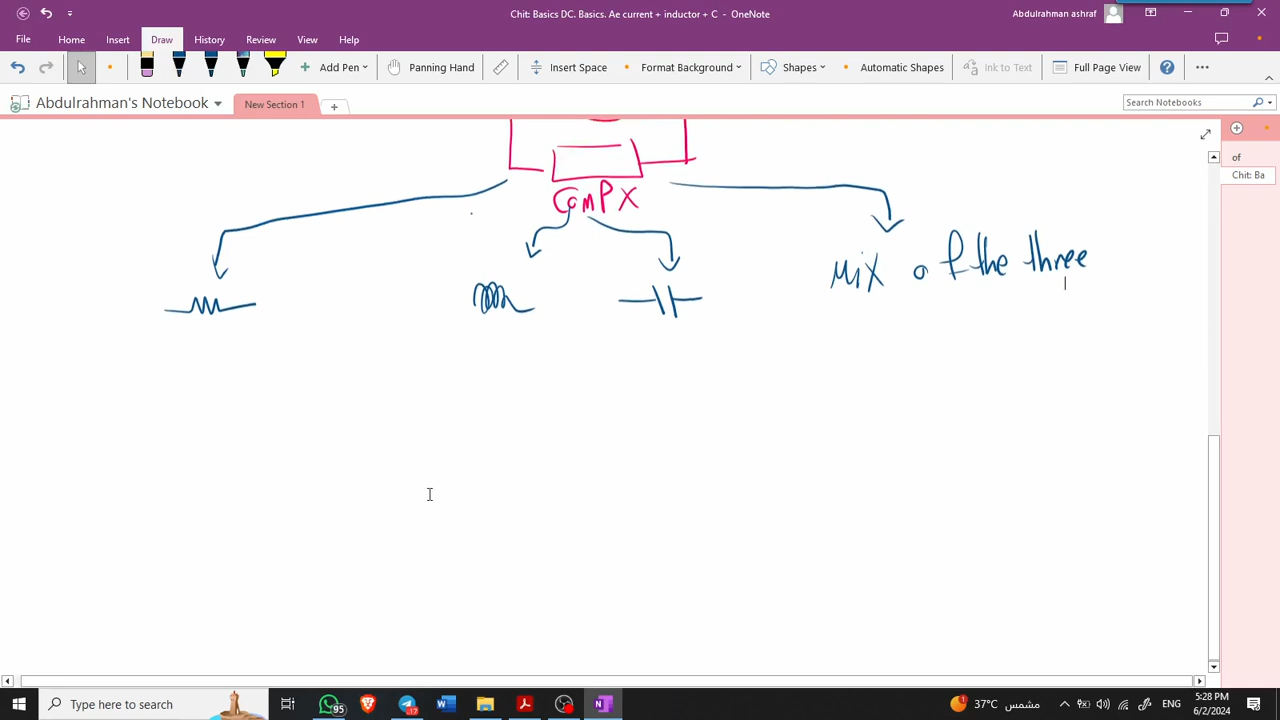 Chit: Basics DC. Basics. Ae current + inductor + C - OneNote
Abdulrahman ashraf
File Home Insert Draw History Review View Help
Add Pen Panning Hand Insert Space Format Background Shapes Automatic Shapes Ink to Text Full Page View
Abdulrahman's Notebook New Section 1 Search Notebooks
of
Chit: Ba
ComP X
mix of the three
Type here to search
95
17
37°C مشمس
ENG
5:28 PM
6/2/2024